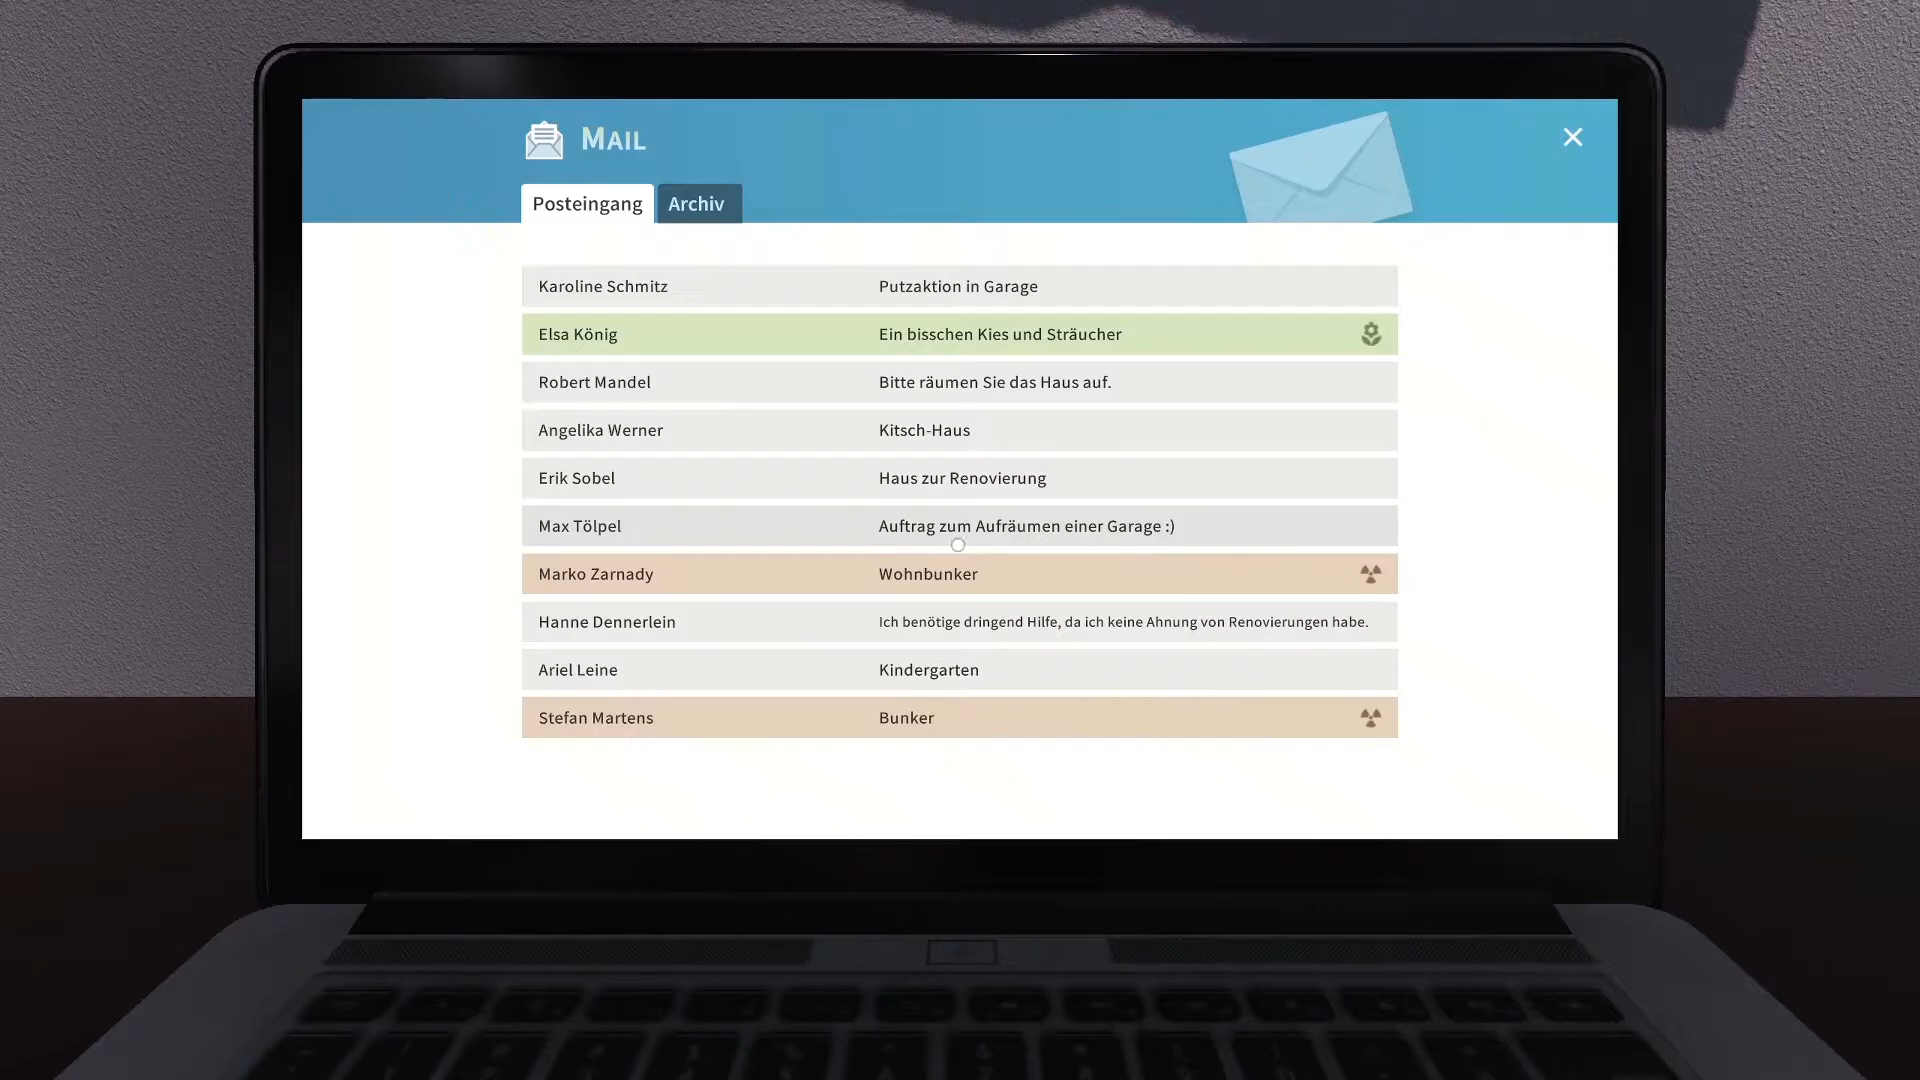 MAIL
Posteingang Archiv
Karoline Schmitz Putzaktion in Garage
Elsa König Ein bisschen Kies und Sträucher
Robert Mandel Bitte räumen Sie das Haus auf.
Angelika Werner Kitsch-Haus
Erik Sobel Haus zur Renovierung
Max Tölpel Auftrag zum Aufräumen einer Garage :)
Marko Zarnady Wohnbunker
Hanne Dennerlein Ich benötige dringend Hilfe, da ich keine Ahnung von Renovierungen habe.
Ariel Leine Kindergarten
Stefan Martens Bunker